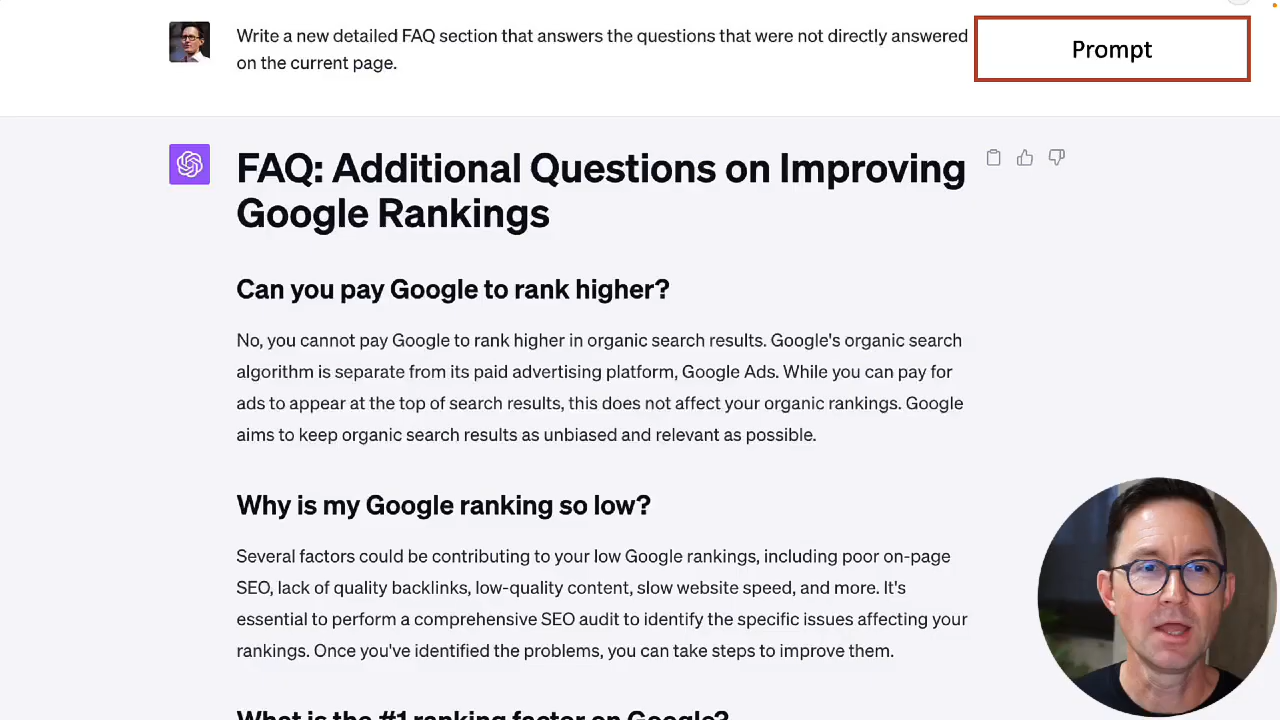 Write a new detailed FAQ section that answers the questions that were not directly answered
on the current page.
Prompt
FAQ: Additional Questions on Improving
Google Rankings
Can you pay Google to rank higher?
No, you cannot pay Google to rank higher in organic search results. Google's organic search
algorithm is separate from its paid advertising platform, Google Ads. While you can pay for
ads to appear at the top of search results, this does not affect your organic rankings. Google
aims to keep organic search results as unbiased and relevant as possible.
Why is my Google ranking so low?
Several factors could be contributing to your low Google rankings, including poor on-page
SEO, lack of quality backlinks, low-quality content, slow website speed, and more. It's
essential to perform a comprehensive SEO audit to identify the specific issues affecting your
rankings. Once you've identified the problems, you can take steps to improve them.
What is the #1 ranking factor on Google?